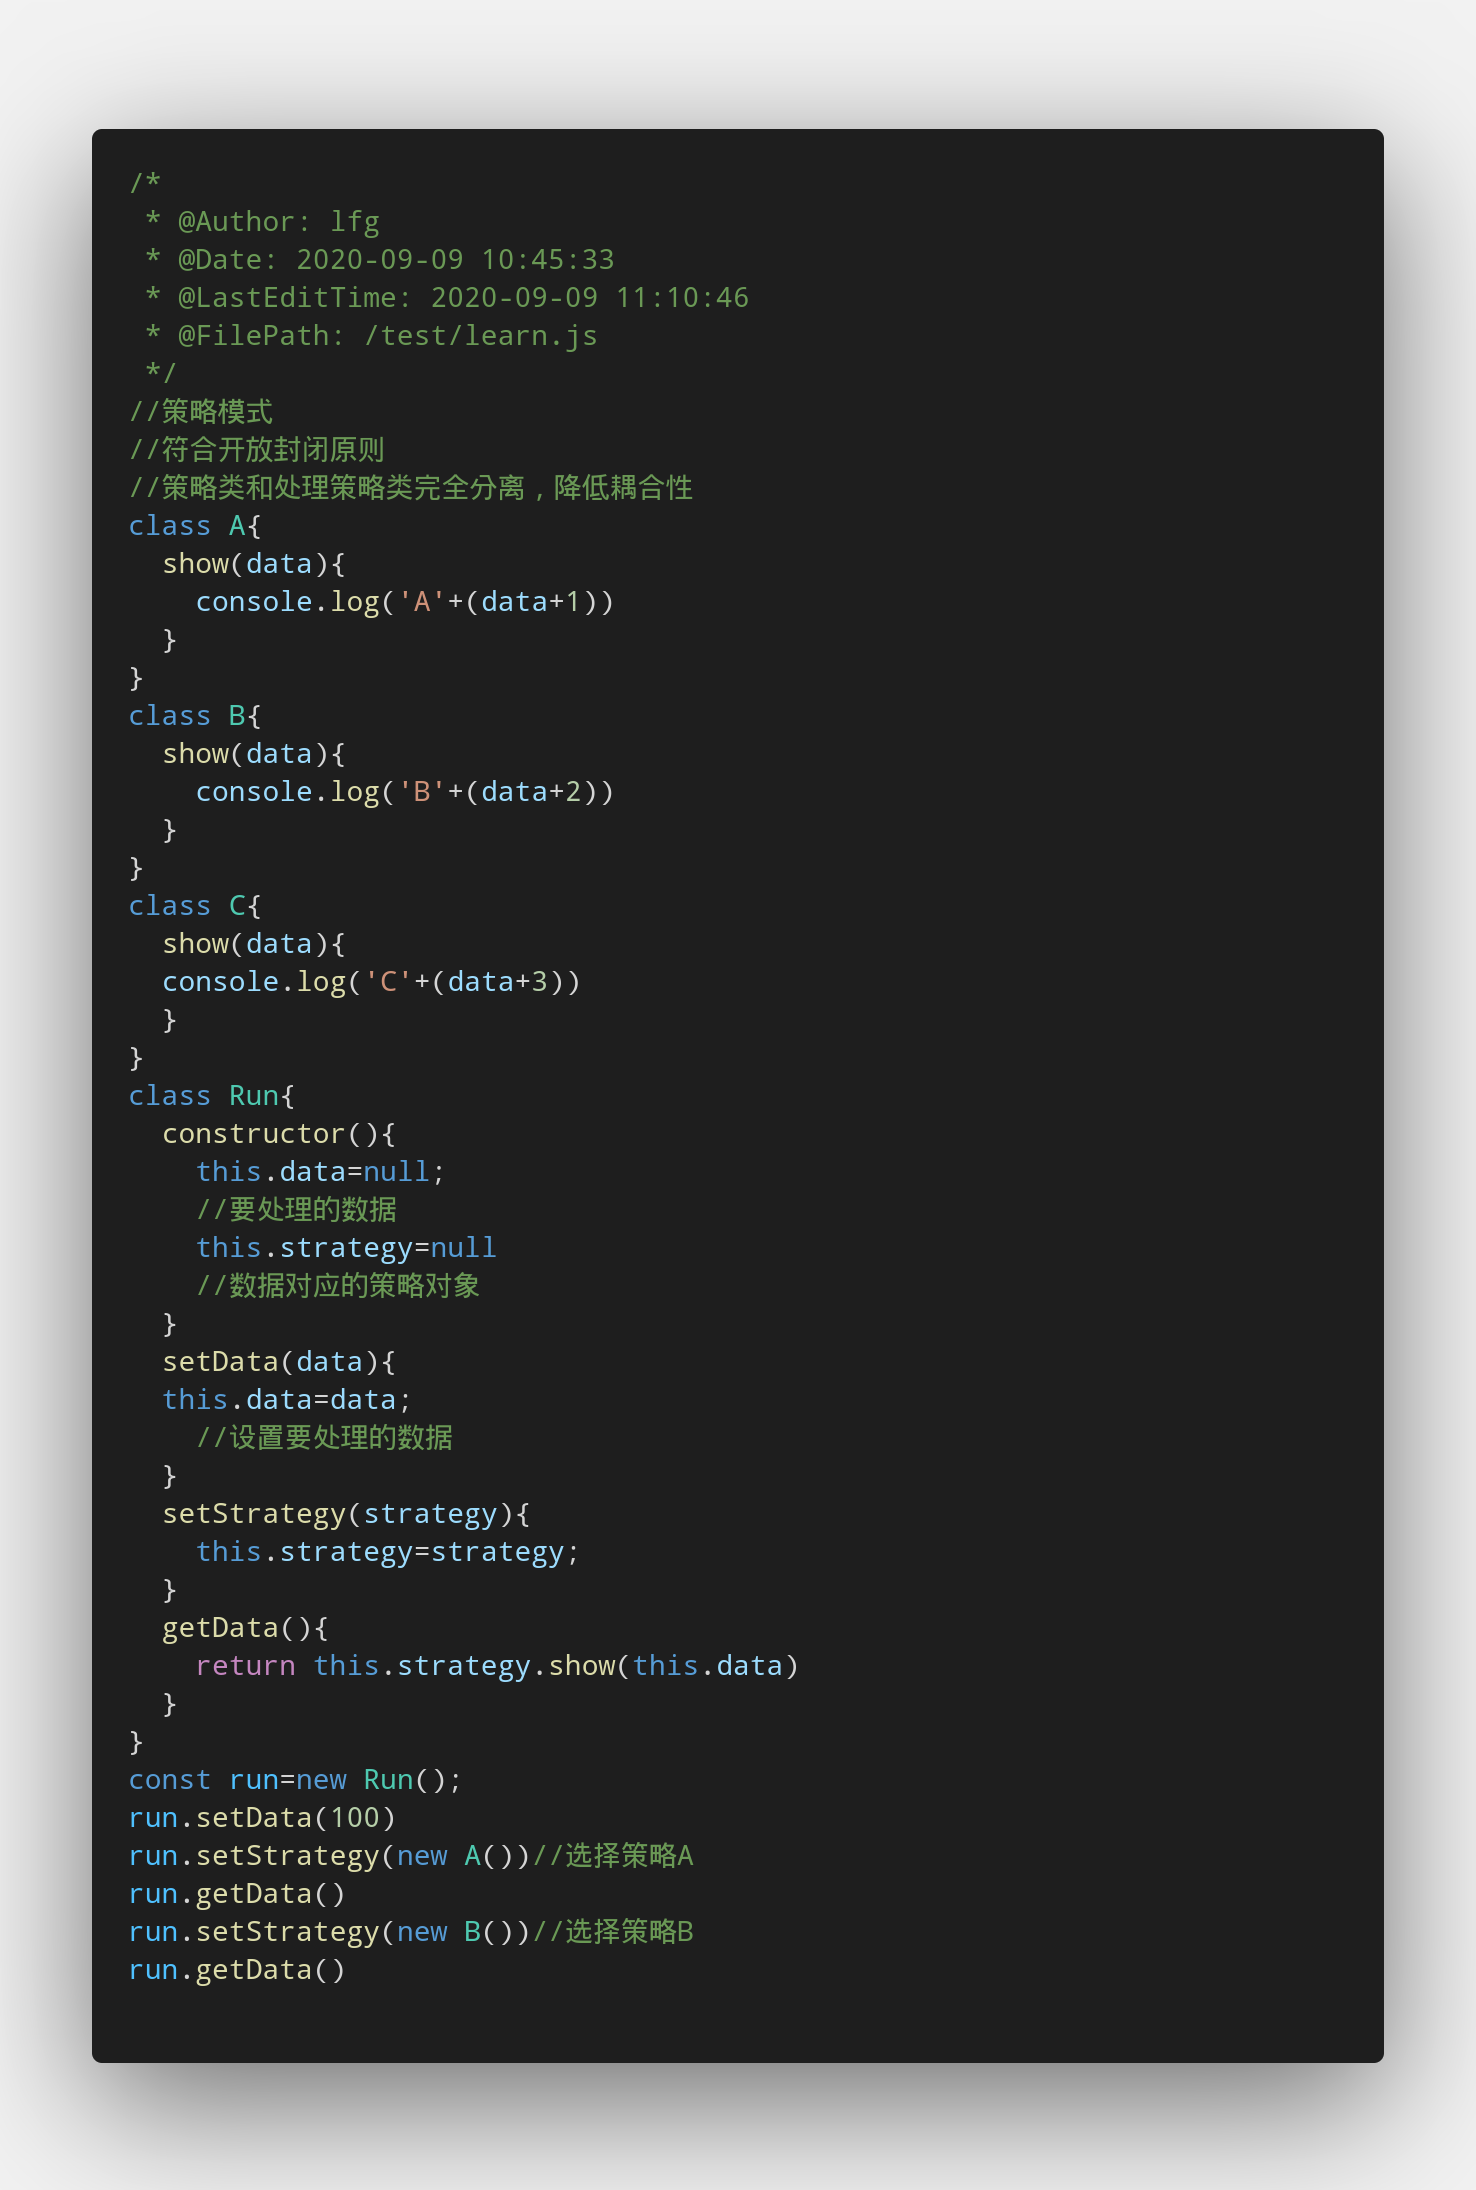 /*
 * @Author: lfg
 * @Date: 2020-09-09 10:45:33
 * @LastEditTime: 2020-09-09 11:10:46
 * @FilePath: /test/learn.js
 */
//策略模式
//符合开放封闭原则
//策略类和处理策略类完全分离，降低耦合性
class A{
  show(data){
    console.log('A'+(data+1))
  }
}
class B{
  show(data){
    console.log('B'+(data+2))
  }
}
class C{
  show(data){
  console.log('C'+(data+3))
  }
}
class Run{
  constructor(){
    this.data=null;
    //要处理的数据
    this.strategy=null
    //数据对应的策略对象
  }
  setData(data){
  this.data=data;
    //设置要处理的数据
  }
  setStrategy(strategy){
    this.strategy=strategy;
  }
  getData(){
    return this.strategy.show(this.data)
  }
}
const run=new Run();
run.setData(100)
run.setStrategy(new A())//选择策略A
run.getData()
run.setStrategy(new B())//选择策略B
run.getData()